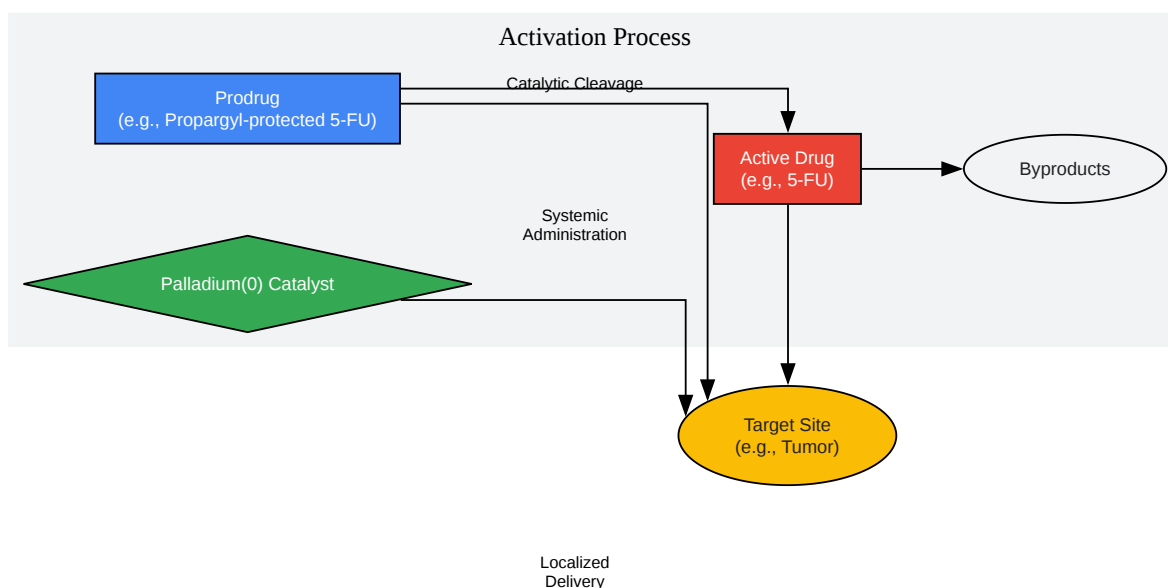 Activation Process
Catalytic Cleavage
Prodrug
(e.g., Propargyl-protected 5-FU)
Active Drug
(e.g., 5-FU)
Byproducts
Systemic
Administration
Palladium(0) Catalyst
Target Site
(e.g., Tumor)
Localized
Delivery